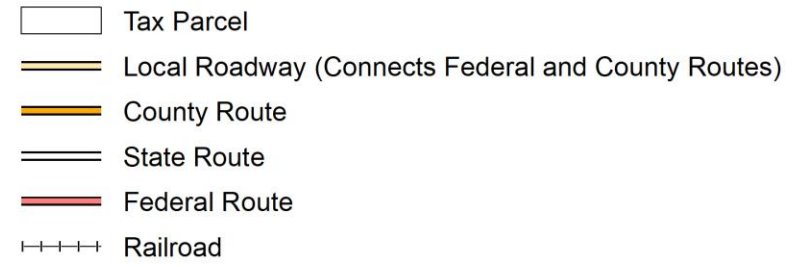 Tax Parcel
Local Roadway (Connects Federal and County Routes)
County Route
State Route
Federal Route
Railroad